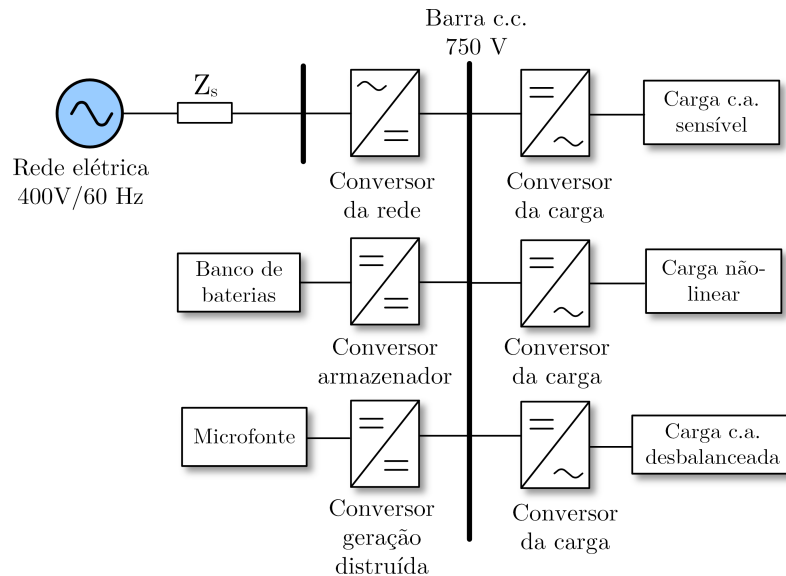 Barra c.c.
750 V
Z_s
Rede elétrica
400V/60 Hz
Conversor
da rede
Conversor
da carga
Carga c.a.
sensível
Banco de
baterias
Conversor
armazenador
Conversor
da carga
Carga não-
linear
Microfonte
Conversor
geração
distruída
Conversor
da carga
Carga c.a.
desbalanceada